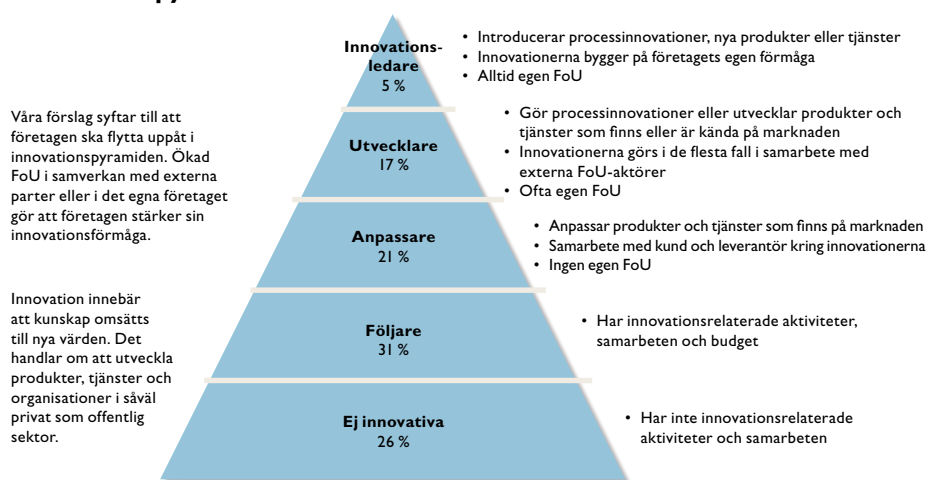 Innovations-
ledare
5 %
• Introducerar processinnovationer, nya produkter eller tjänster
• Innovationerna bygger på företagets egen förmåga
• Alltid egen FoU
Våra förslag syftar till att
företagen ska flytta uppåt i
innovationspyramiden. Ökad
FoU i samverkan med externa
parter eller i det egna företaget
gör att företagen stärker sin
innovationsförmåga.
Utvecklare
17 %
• Gör processinnovationer eller utvecklar produkter och
tjänster som finns eller är kända på marknaden
• Innovationerna görs i de flesta fall i samarbete med
externa FoU-aktörer
• Ofta egen FoU
Anpassare
21 %
• Anpassar produkter och tjänster som finns på marknaden
• Samarbete med kund och leverantör kring innovationerna
• Ingen egen FoU
Innovation innebär
att kunskap omsätts
till nya värden. Det
handlar om att utveckla
produkter, tjänster och
organisationer i såväl
privat som offentlig
sektor.
Följare
31 %
• Har innovationsrelaterade aktiviteter,
samarbeten och budget
Ej innovativa
26 %
• Har inte innovationsrelaterade
aktiviteter och samarbeten